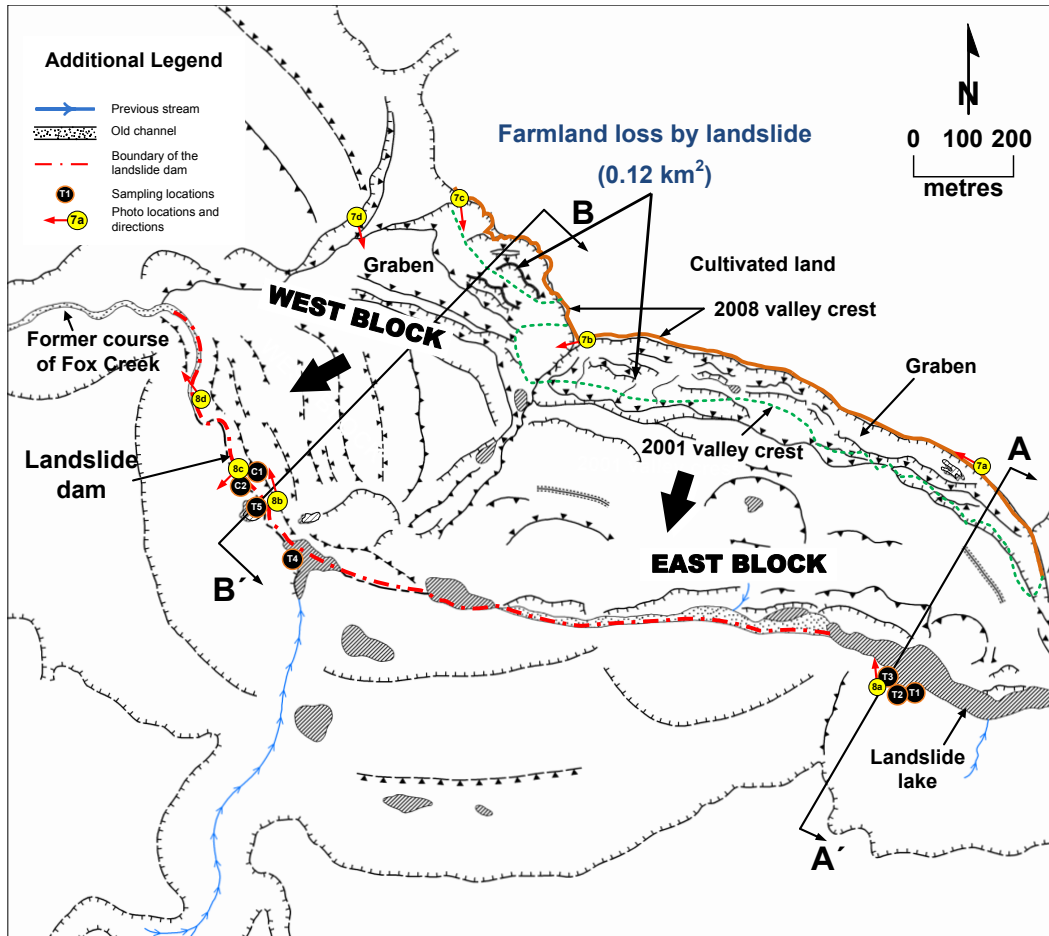 Additional Legend
Previous stream
Old channel
Boundary of the
landslide dam
T1
Sampling locations
7a
Photo locations and
directions
N
0 100 200
metres
Farmland loss by landslide
(0.12 km²)
7c
7d
B
Graben
Cultivated land
WEST BLOCK
2008 valley crest
7b
Former course
of Fox Creek
Graben
8d
2001 valley crest
A
7a
Landslide
dam
8c
C1
C2
8b
T5
EAST BLOCK
T4
B´
T3
8a
T2
T1
Landslide
lake
A´